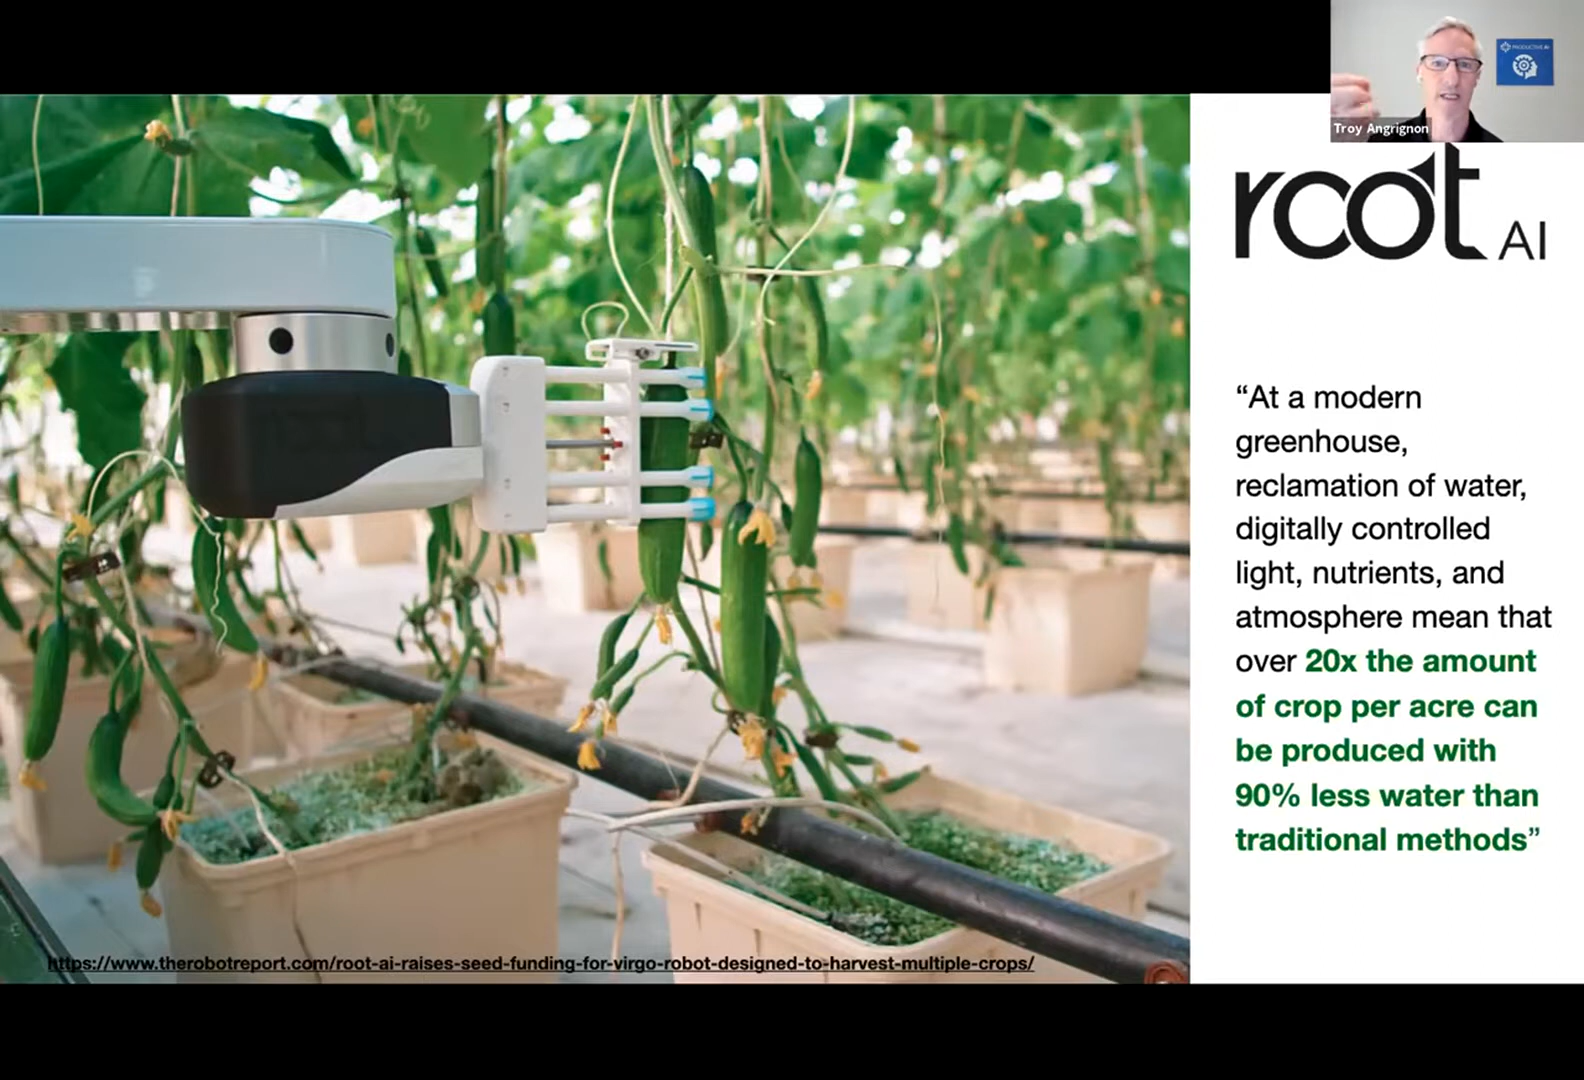 PRODUCTIVE AI
Troy Angrignon
root AI
“At a modern
greenhouse,
reclamation of water,
digitally controlled
light, nutrients, and
atmosphere mean that
over 20x the amount
of crop per acre can
be produced with
90% less water than
traditional methods”
https://www.therobotreport.com/root-ai-raises-seed-funding-for-virgo-robot-designed-to-harvest-multiple-crops/